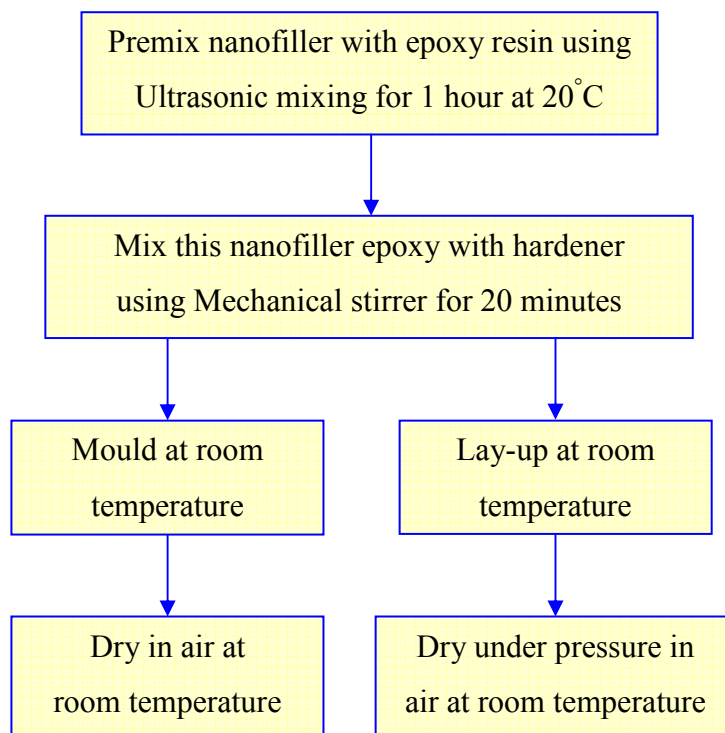 Premix nanofiller with epoxy resin using
Ultrasonic mixing for 1 hour at 20°C
Mix this nanofiller epoxy with hardener
using Mechanical stirrer for 20 minutes
Mould at room
temperature
Lay-up at room
temperature
Dry in air at
room temperature
Dry under pressure in
air at room temperature